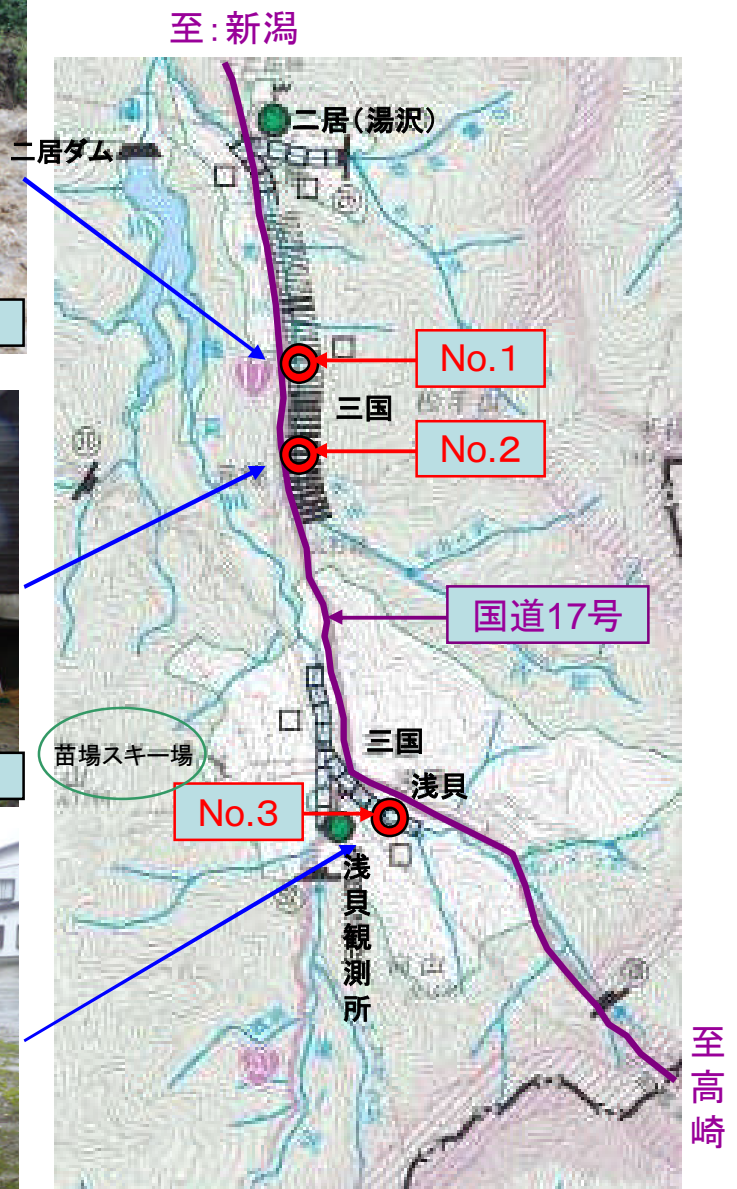 至：新潟
二居（湯沢）
二居ダム
No.1
三国
No.2
国道17号
三国
苗場スキー場
浅貝
No.3
浅貝観測所
至高崎